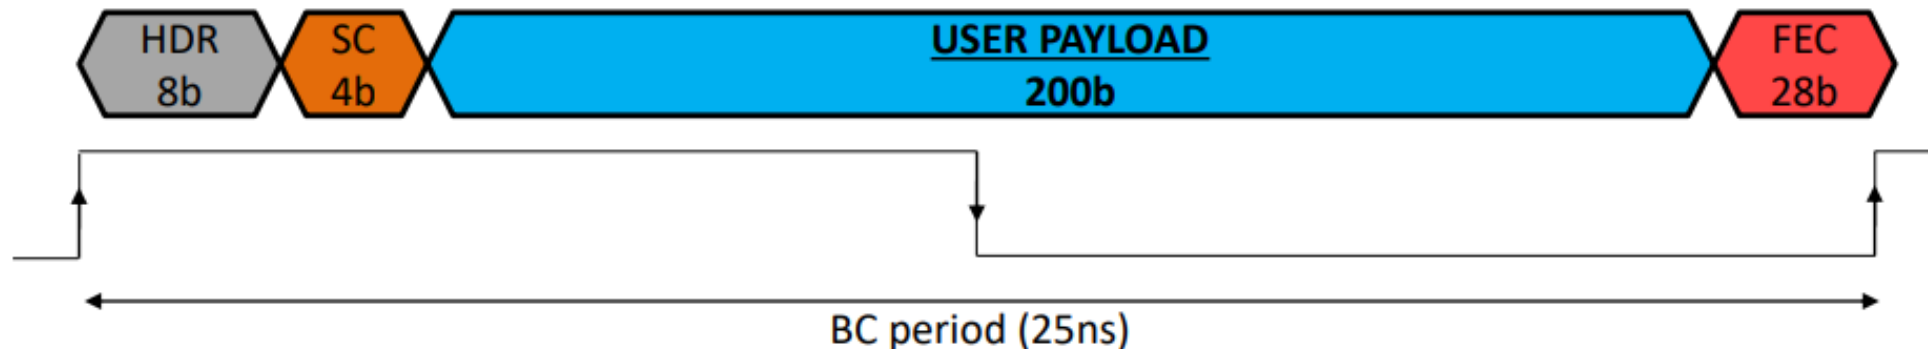 HDR
8b
SC
4b
USER PAYLOAD
200b
FEC
28b
BC period (25ns)